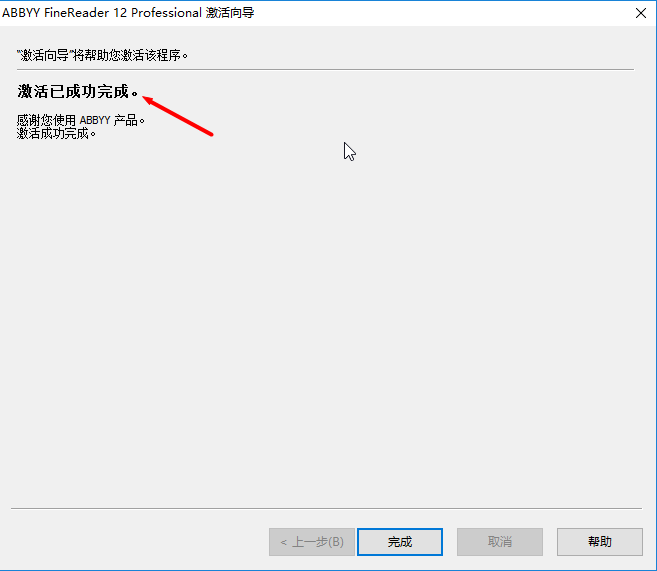 ABBYY FineReader 12 Professional 激活向导
"激活向导"将帮助您激活该程序。
激活已成功完成。
感谢您使用 ABBYY 产品。
激活成功完成。
< 上一步(B) 完成 取消 帮助